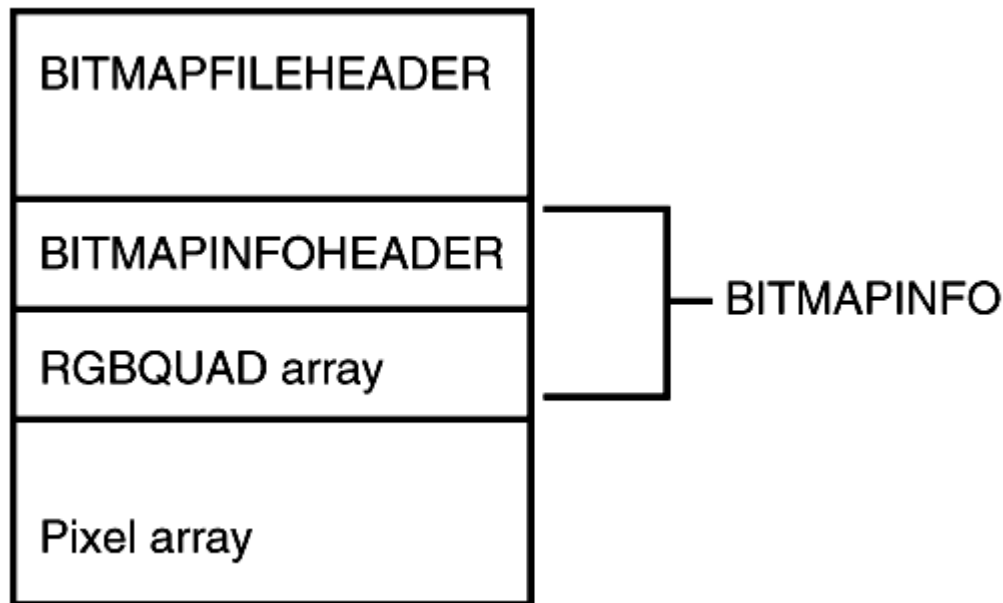 BITMAPFILEHEADER
BITMAPINFOHEADER
BITMAPINFO
RGBQUAD array
Pixel array